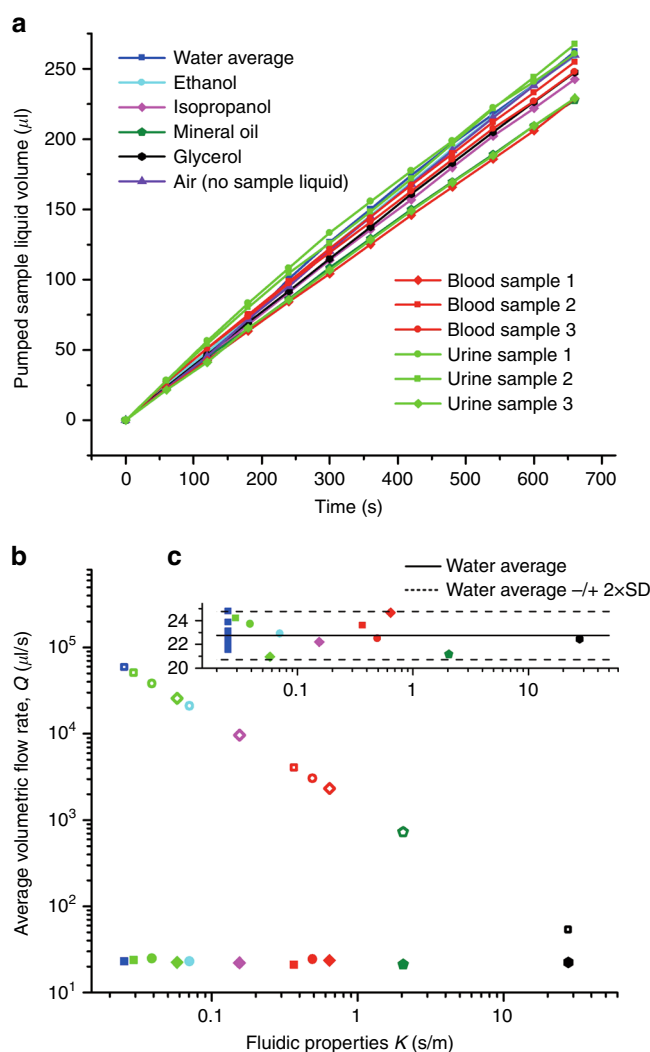 a
250
200
150
100
50
0
Pumped sample liquid volume (μl)
Water average
Ethanol
Isopropanol
Mineral oil
Glycerol
Air (no sample liquid)
Blood sample 1
Blood sample 2
Blood sample 3
Urine sample 1
Urine sample 2
Urine sample 3
0 100 200 300 400 500 600 700
Time (s)
b
c
Water average
Water average –/+ 2×SD
24
22
20
0.1 1 10
10⁵
10⁴
10³
10²
10¹
Average volumetric flow rate, Q (μl/s)
0.1 1 10
Fluidic properties K (s/m)